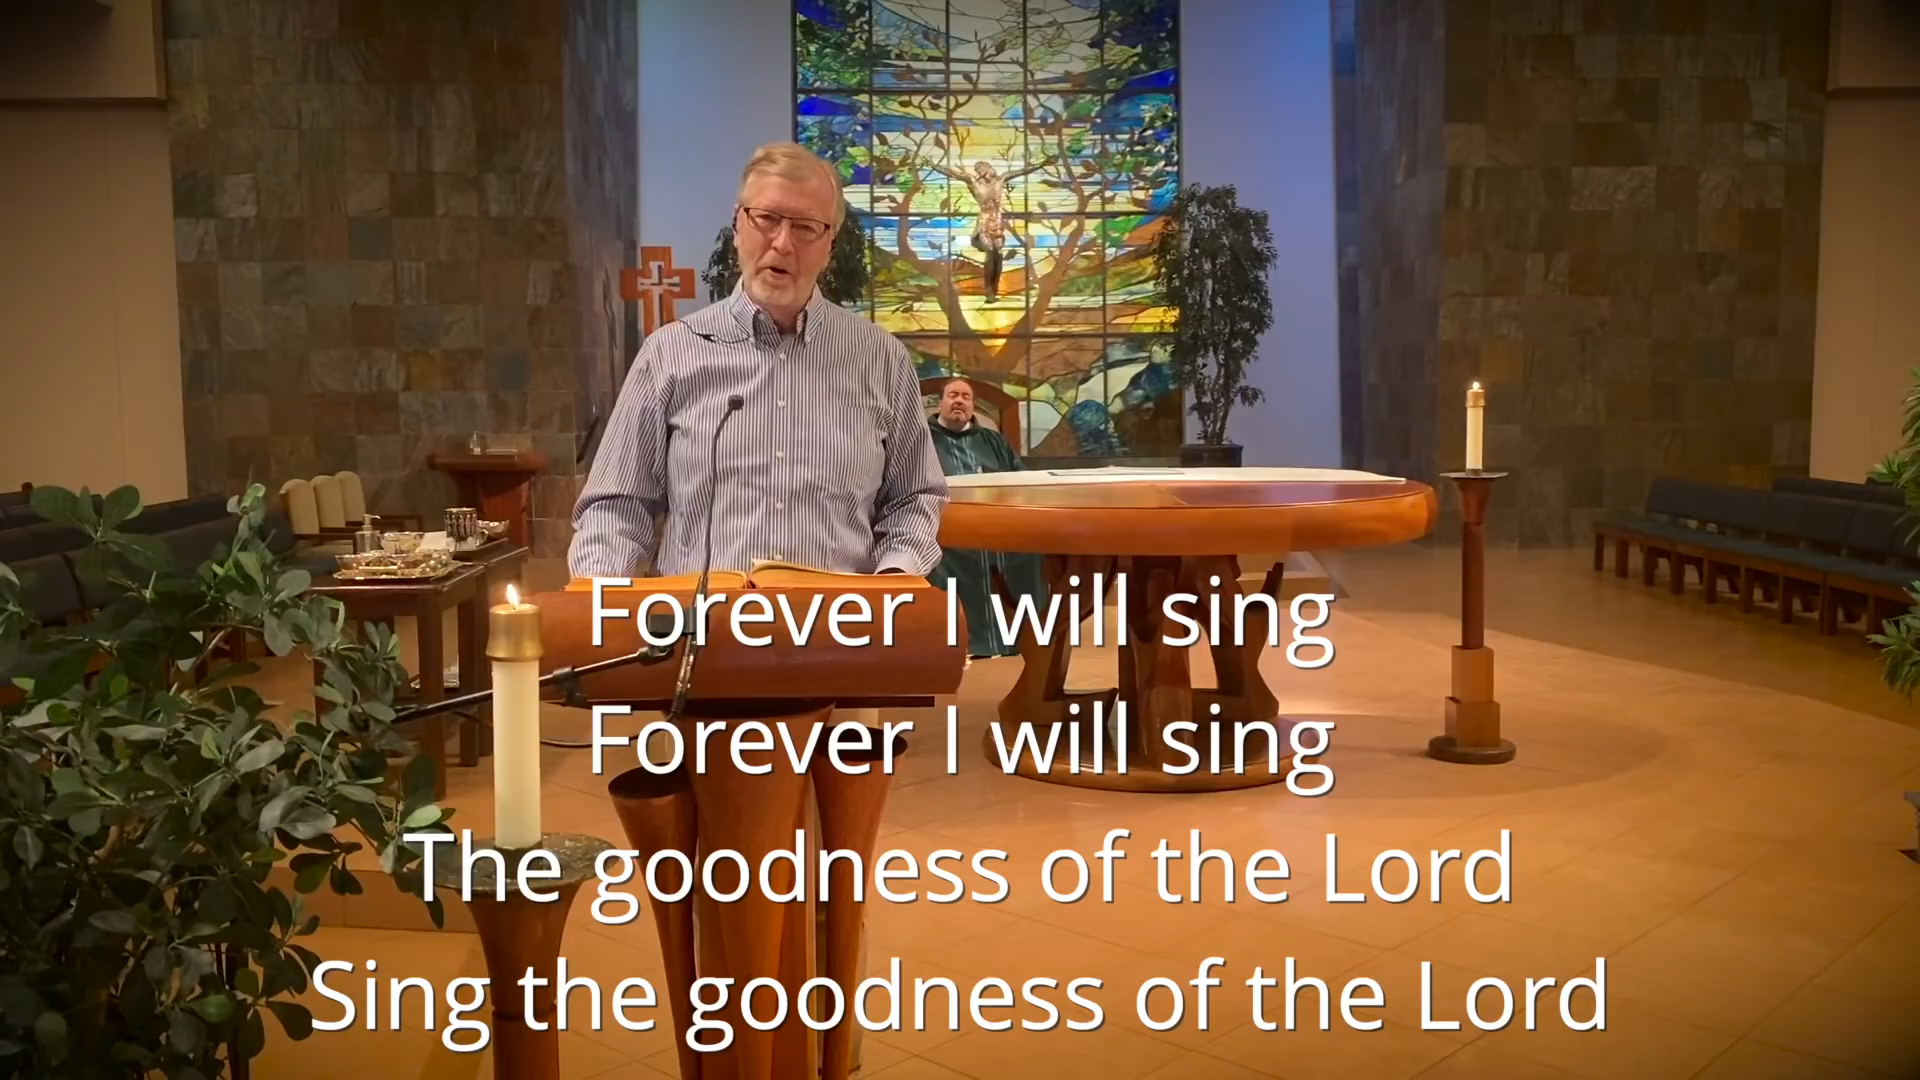 Forever I will sing
Forever I will sing
The goodness of the Lord
Sing the goodness of the Lord